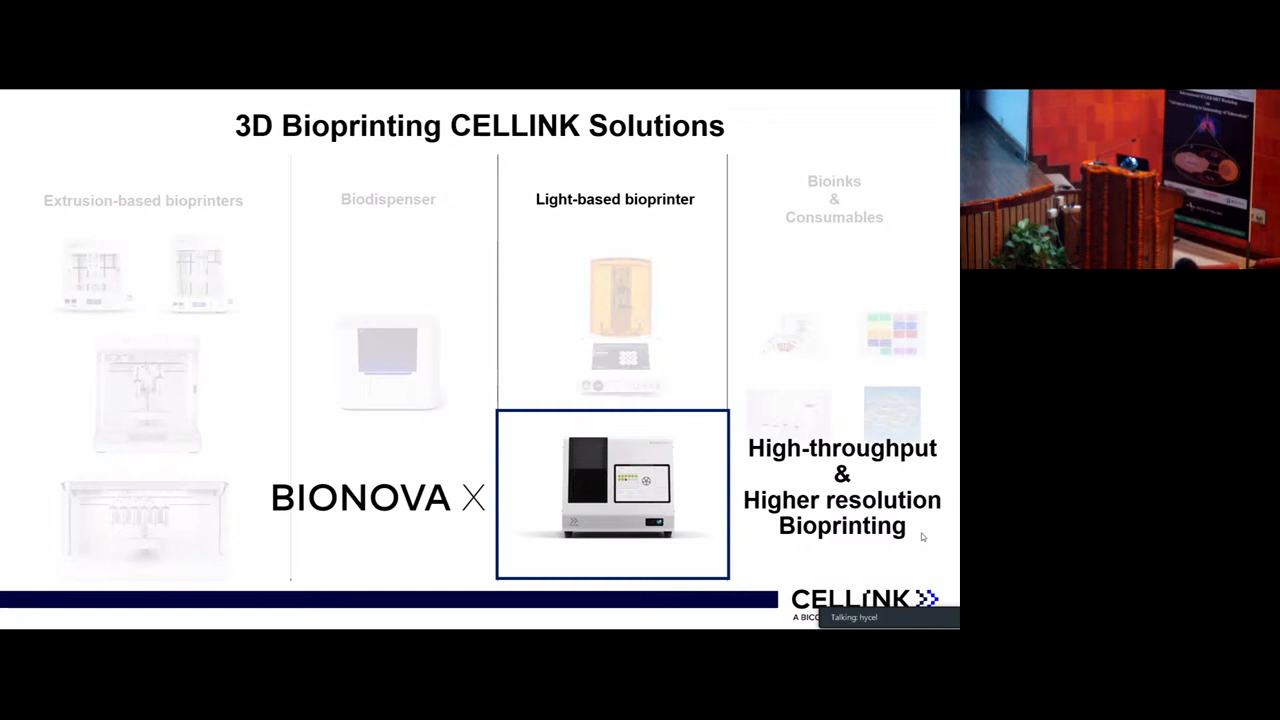 3D Bioprinting CELLINK Solutions
Extrusion-based bioprinters
Biodispenser
Light-based bioprinter
Bioinks
&
Consumables
BIONOVA X
High-throughput
&
Higher resolution
Bioprinting
CELLINK
A BICO
Talking: hycel